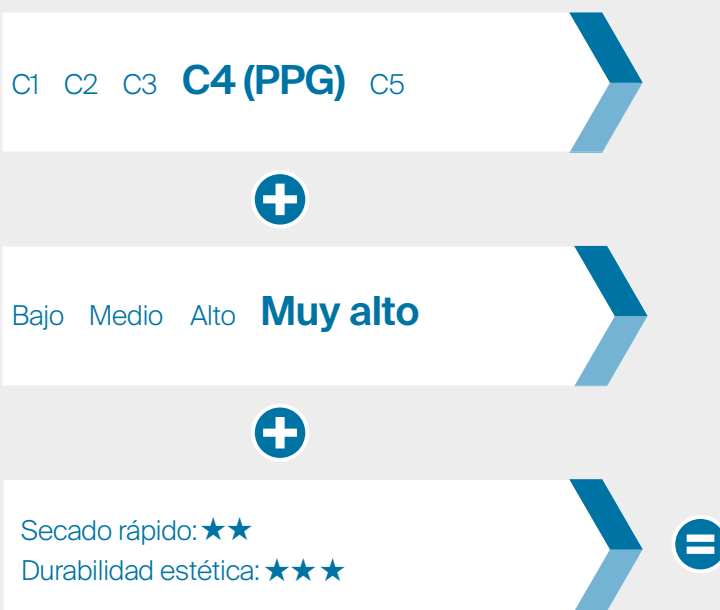 C1 C2 C3 C4 (PPG) C5
Bajo Medio Alto Muy alto
Secado rápido: ★★
Durabilidad estética: ★★★